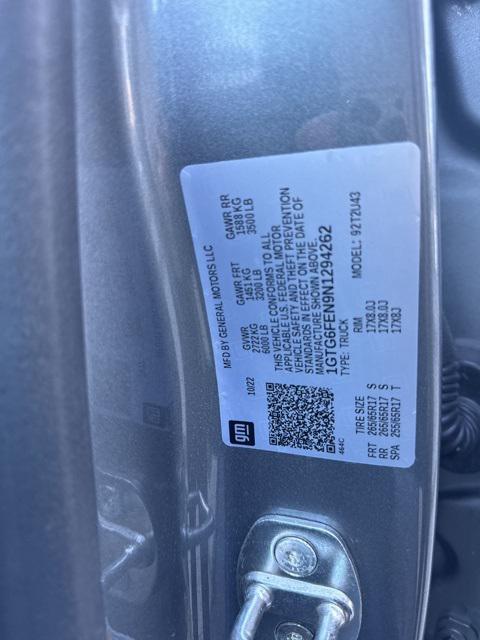 gm
MFD BY GENERAL MOTORS LLC
10/22 GVWR GAWR FRT GAWR RR
2722 KG 1451 KG 1588 KG
6000 LB 3200 LB 3500 LB
THIS VEHICLE CONFORMS TO ALL
APPLICABLE U.S. FEDERAL MOTOR
VEHICLE SAFETY AND THEFT PREVENTION
STANDARDS IN EFFECT ON THE DATE OF
MANUFACTURE SHOWN ABOVE.
1GTG6FEN9N1294262
TYPE: TRUCK MODEL: 92T2U43
464C
TIRE SIZE RIM
FRT 265/65R17 S 17X8.0J
RR 265/65R17 S 17X8.0J
SPA 255/65R17 T 17X8J